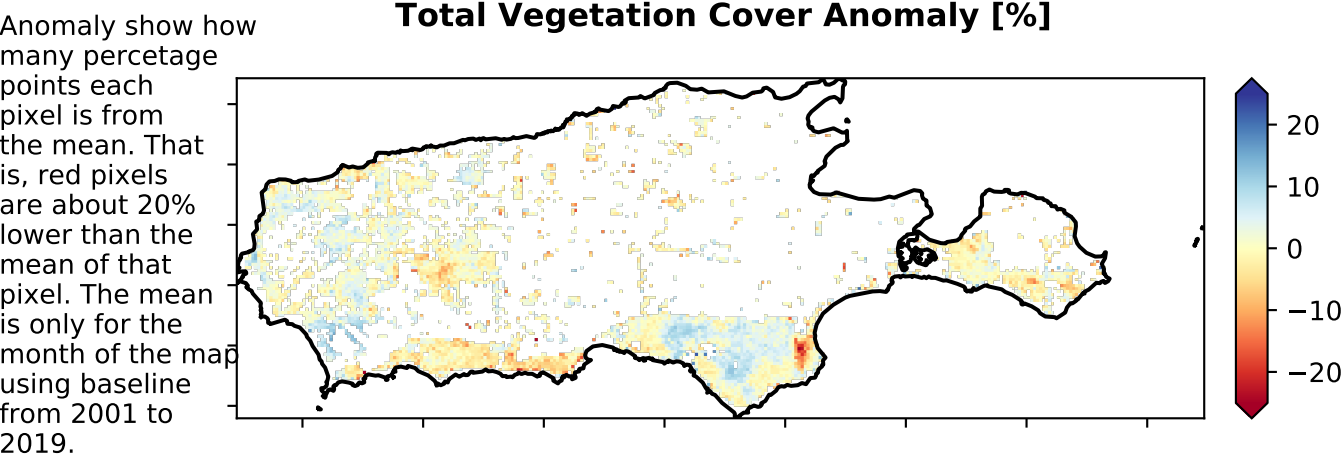 Total Vegetation Cover Anomaly [%]
Anomaly show how
many percetage
points each
pixel is from
the mean. That
is, red pixels
are about 20%
lower than the
mean of that
pixel. The mean
is only for the
month of the map
using baseline
from 2001 to
2019.
20
10
0
−10
−20